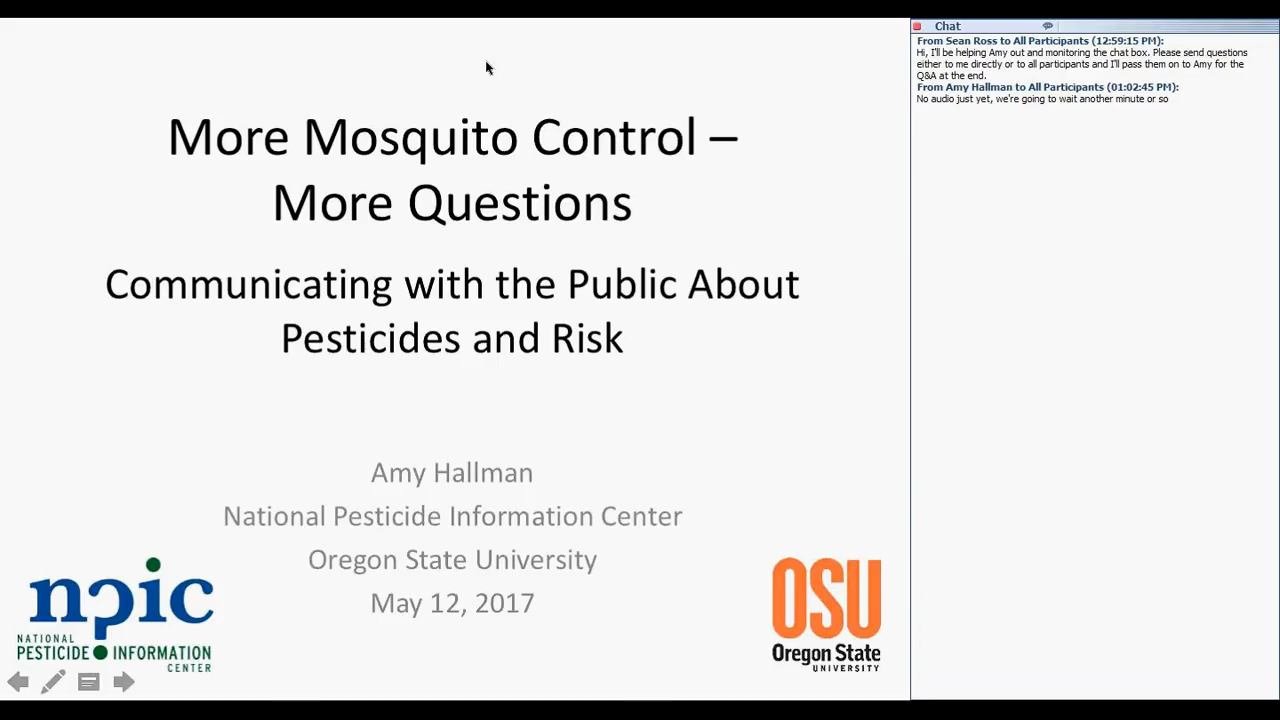 More Mosquito Control –
More Questions
Communicating with the Public About
Pesticides and Risk
Amy Hallman
National Pesticide Information Center
Oregon State University
May 12, 2017
npic
NATIONAL
PESTICIDE INFORMATION
CENTER
OSU
Oregon State
UNIVERSITY
Chat
From Sean Ross to All Participants (12:59:15 PM):
Hi, I'll be helping Amy out and monitoring the chat box. Please send questions
either to me directly or to all participants and I'll pass them on to Amy for the
Q&A at the end.
From Amy Hallman to All Participants (01:02:45 PM):
No audio just yet, we're going to wait another minute or so